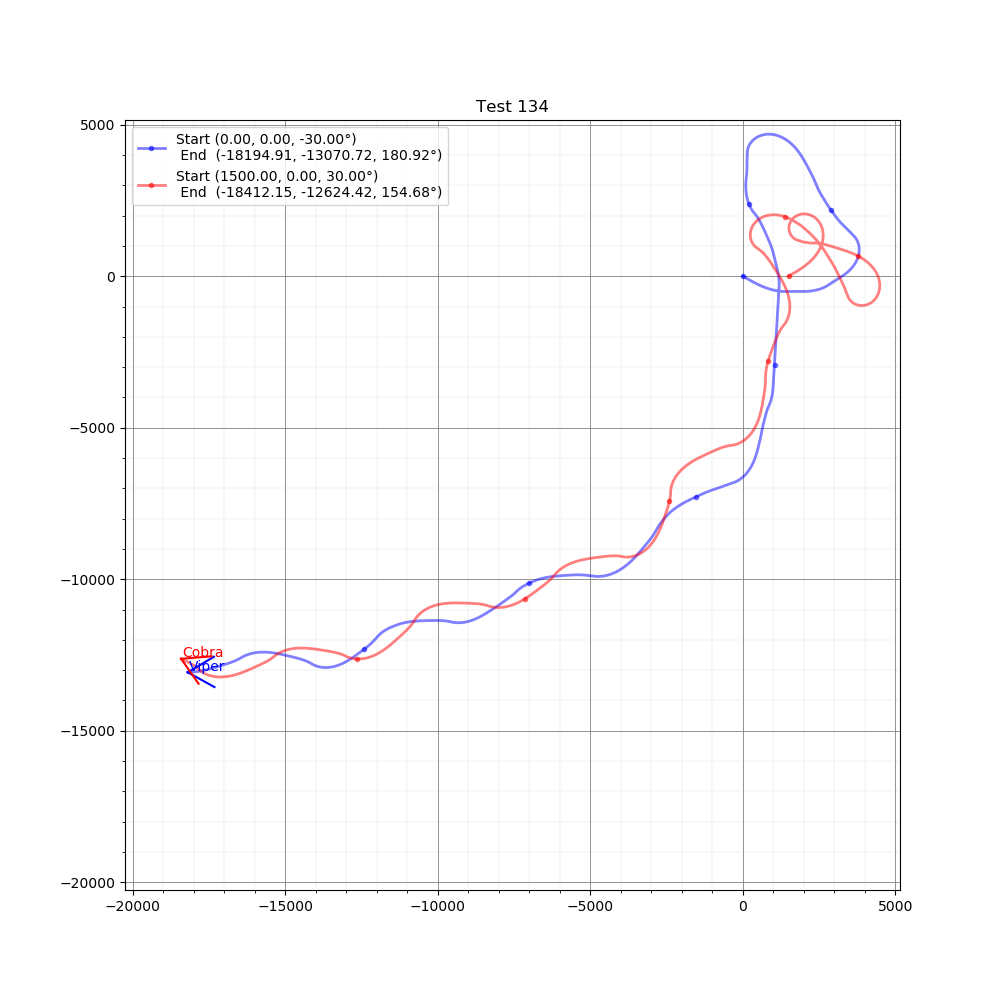 Test 134
Start (0.00, 0.00, -30.00°)
End  (-18194.91, -13070.72, 180.92°)
Start (1500.00, 0.00, 30.00°)
End  (-18412.15, -12624.42, 154.68°)
5000
0
−5000
−10000
−15000
−20000
Cobra
Viper
−20000
−15000
−10000
−5000
0
5000